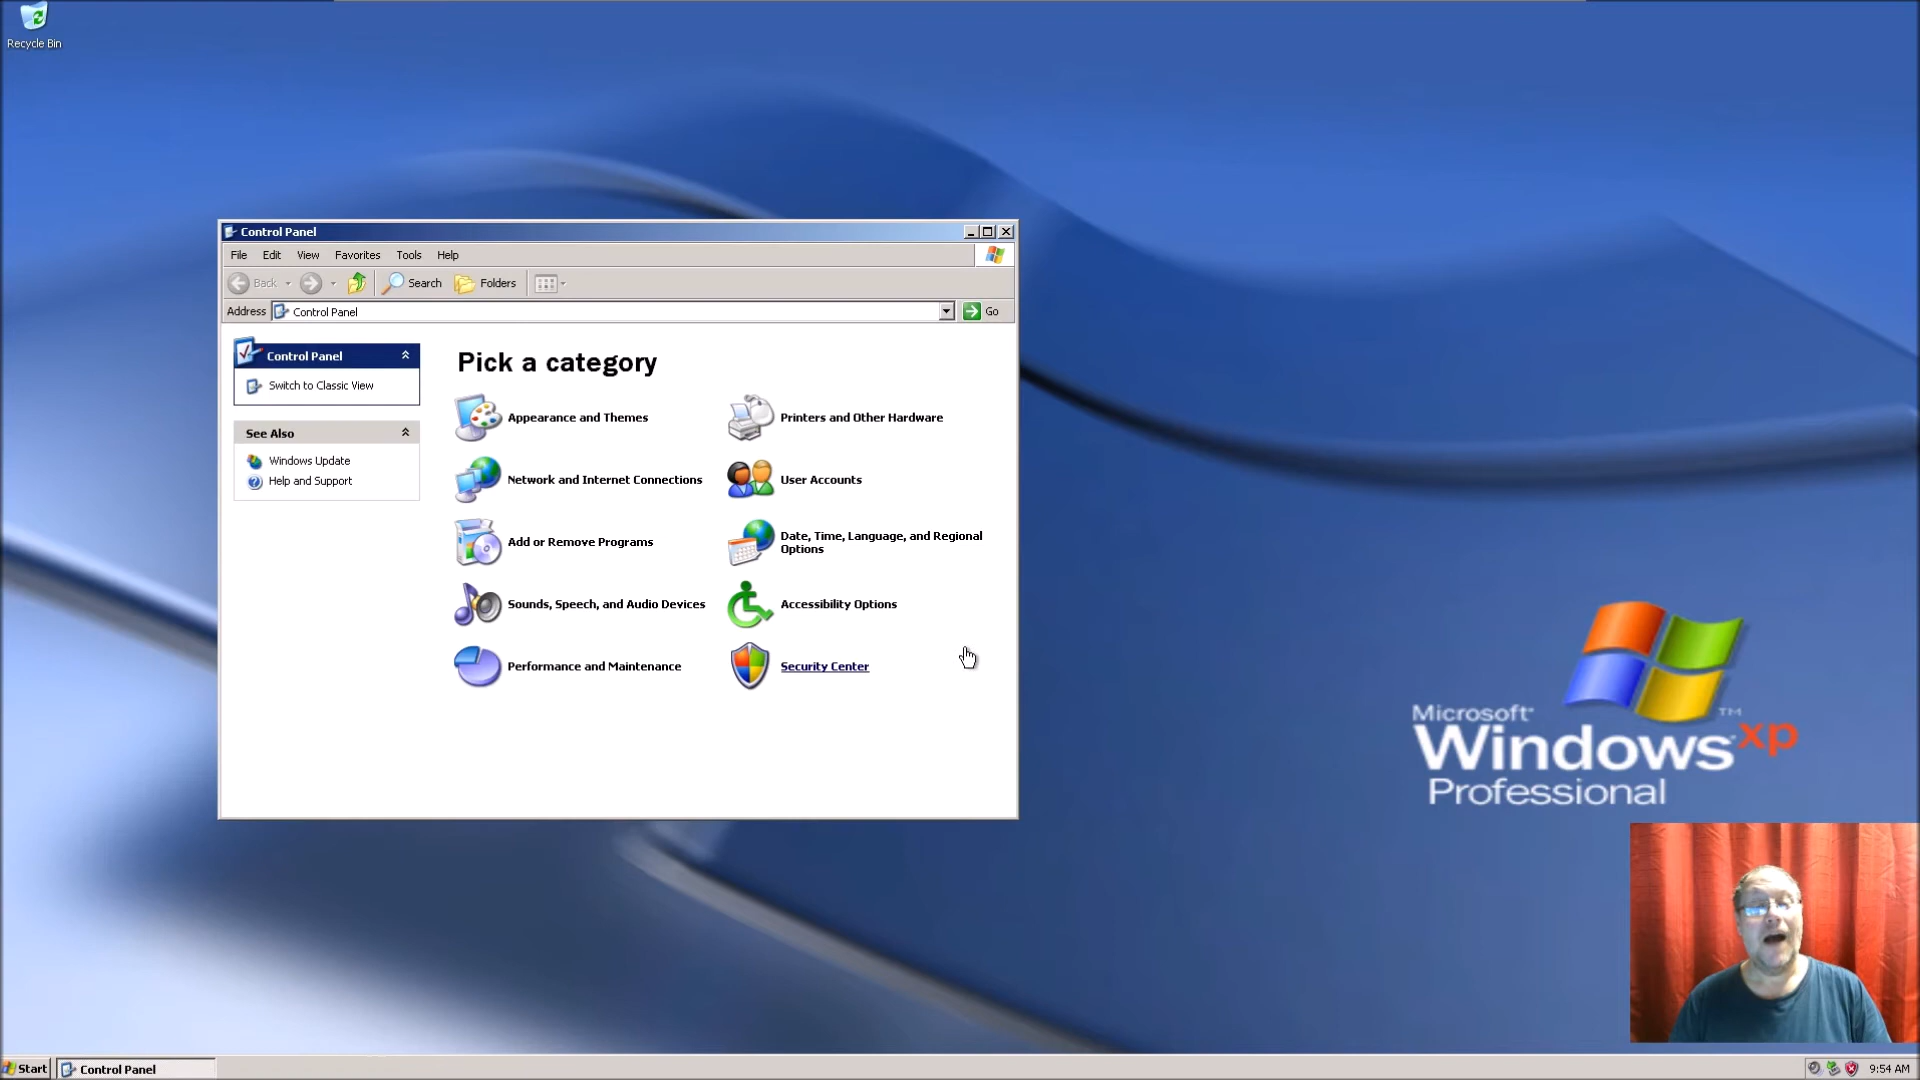 Recycle Bin
Control Panel
File Edit View Favorites Tools Help
Back Search Folders
Address Control Panel Go
Control Panel
Switch to Classic View
See Also
Windows Update
Help and Support
Pick a category
Appearance and Themes
Printers and Other Hardware
Network and Internet Connections
User Accounts
Add or Remove Programs
Date, Time, Language, and Regional
Options
Sounds, Speech, and Audio Devices
Accessibility Options
Performance and Maintenance
Security Center
Microsoft®
Windows xp
TM
Professional
Start Control Panel 9:54 AM